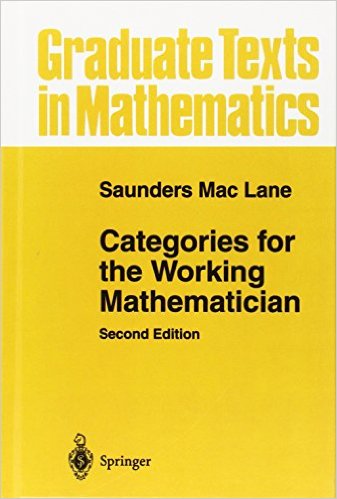 Graduate Texts
in Mathematics
Saunders Mac Lane
Categories for
the Working
Mathematician
Second Edition
Springer